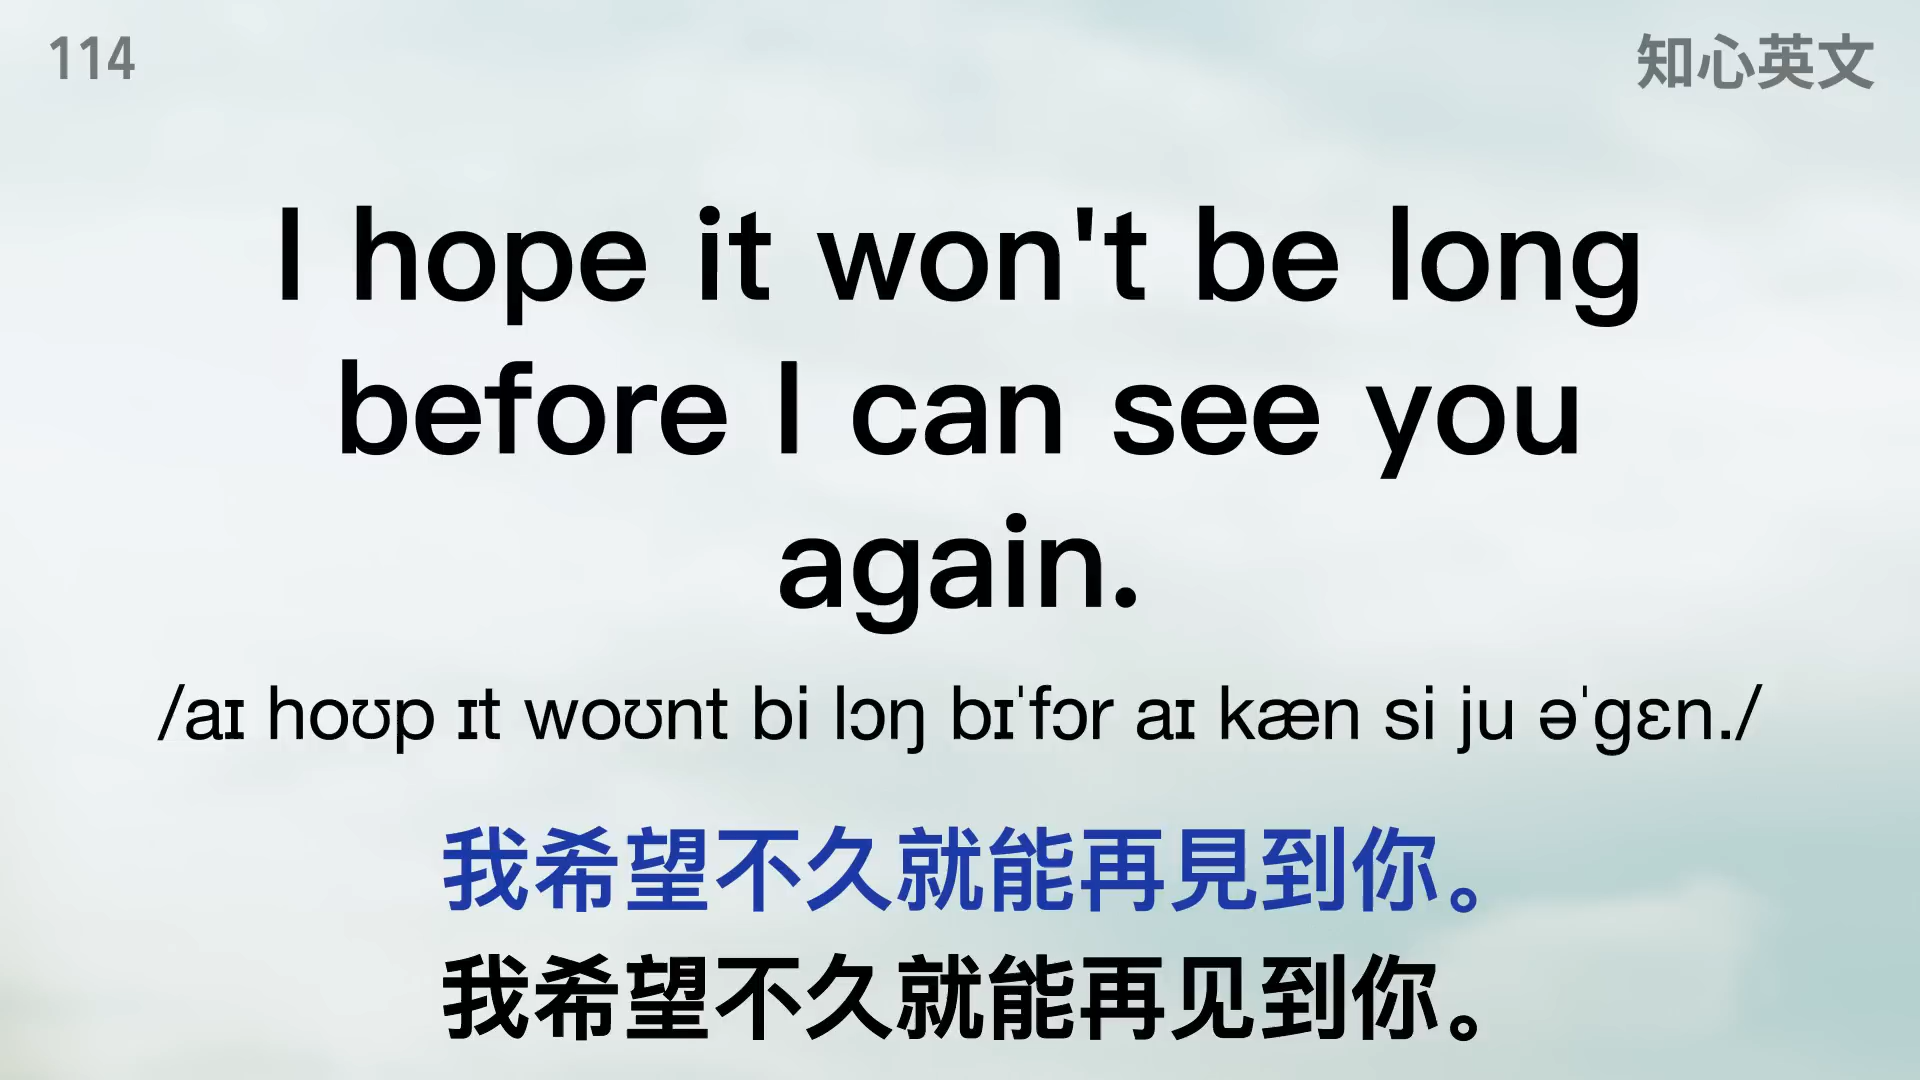 114
知心英文
I hope it won't be long
before I can see you
again.
/aɪ hoʊp ɪt woʊnt bi lɔŋ bɪˈfɔr aɪ kæn si ju əˈɡɛn./
我希望不久就能再見到你。
我希望不久就能再见到你。